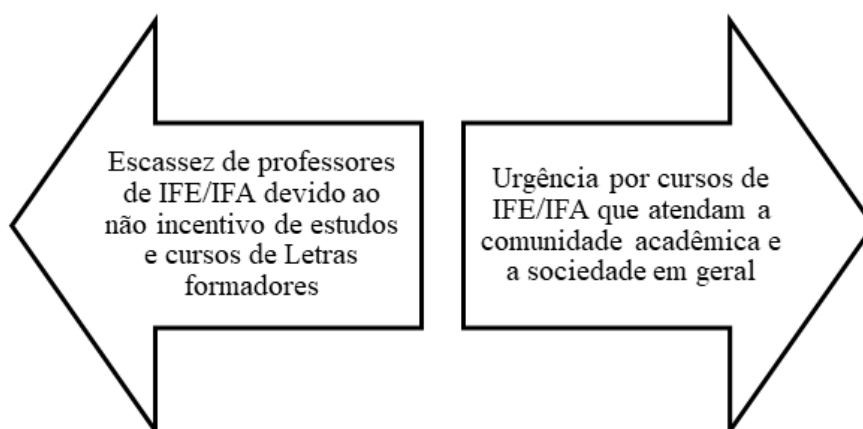 Escassez de professores
de IFE/IFA devido ao
não incentivo de estudos
e cursos de Letras
formadores
Urgência por cursos de
IFE/IFA que atendam a
comunidade acadêmica e
a sociedade em geral